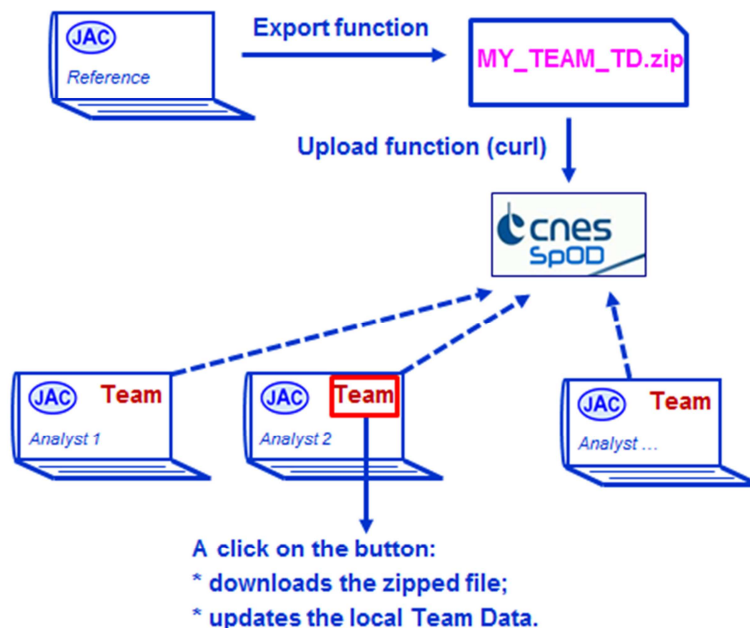 JAC
Reference
Export function
MY_TEAM_TD.zip
Upload function (curl)
cnes
SpOD
JAC
Team
Analyst 1
JAC
Team
Analyst 2
JAC
Team
Analyst ...
A click on the button:
* downloads the zipped file;
* updates the local Team Data.